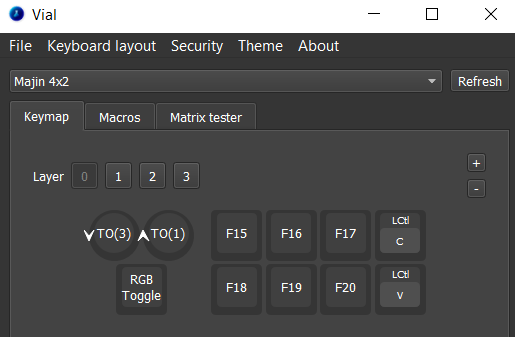 Vial
File Keyboard layout Security Theme About
Majin 4x2 Refresh
Keymap Macros Matrix tester
+
Layer 0 1 2 3
-
LCtl
TO(3) TO(1) F15 F16 F17 C
RGB LCtl
Toggle F18 F19 F20 V